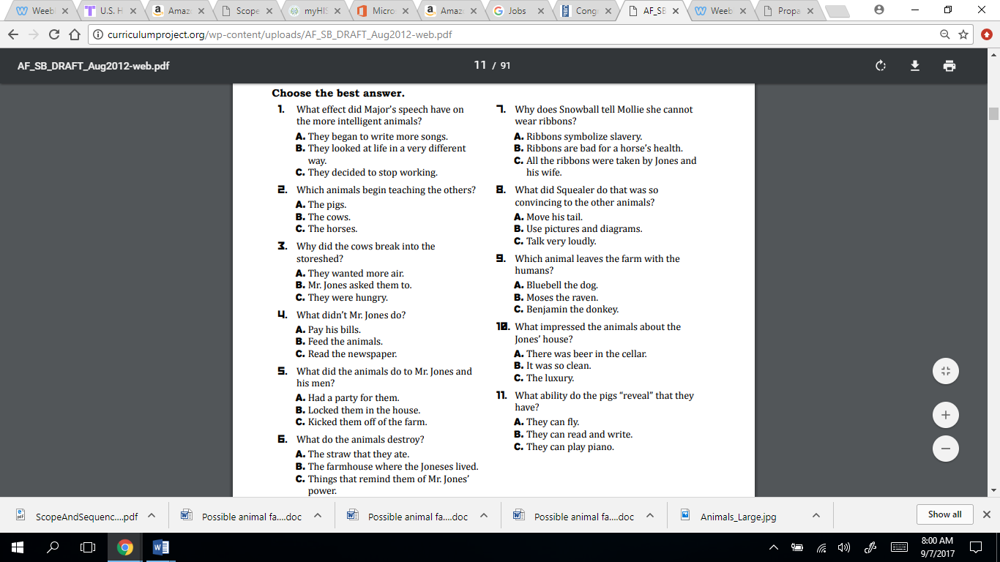 Weeb
U.S. H
Amaz
Scope
myHIS
Micro
Amaz
Jobs
Cong
AF_SB
Weeb
Propa
curriculumproject.org/wp-content/uploads/AF_SB_DRAFT_Aug2012-web.pdf
AF_SB_DRAFT_Aug2012-web.pdf
11 / 91
Choose the best answer.
1. What effect did Major's speech have on
the more intelligent animals?
A. They began to write more songs.
B. They looked at life in a very different
way.
C. They decided to stop working.
2. Which animals begin teaching the others?
A. The pigs.
B. The cows.
C. The horses.
3. Why did the cows break into the
storeshed?
A. They wanted more air.
B. Mr. Jones asked them to.
C. They were hungry.
4. What didn't Mr. Jones do?
A. Pay his bills.
B. Feed the animals.
C. Read the newspaper.
5. What did the animals do to Mr. Jones and
his men?
A. Had a party for them.
B. Locked them in the house.
C. Kicked them off of the farm.
6. What do the animals destroy?
A. The straw that they ate.
B. The farmhouse where the Joneses lived.
C. Things that remind them of Mr. Jones'
power.
7. Why does Snowball tell Mollie she cannot
wear ribbons?
A. Ribbons symbolize slavery.
B. Ribbons are bad for a horse's health.
C. All the ribbons were taken by Jones and
his wife.
8. What did Squealer do that was so
convincing to the other animals?
A. Move his tail.
B. Use pictures and diagrams.
C. Talk very loudly.
9. Which animal leaves the farm with the
humans?
A. Bluebell the dog.
B. Moses the raven.
C. Benjamin the donkey.
10. What impressed the animals about the
Jones' house?
A. There was beer in the cellar.
B. It was so clean.
C. The luxury.
11. What ability do the pigs "reveal" that they
have?
A. They can fly.
B. They can read and write.
C. They can play piano.
ScopeAndSequenc....pdf
Possible animal fa....doc
Possible animal fa....doc
Possible animal fa....doc
Animals_Large.jpg
Show all
8:00 AM
9/7/2017